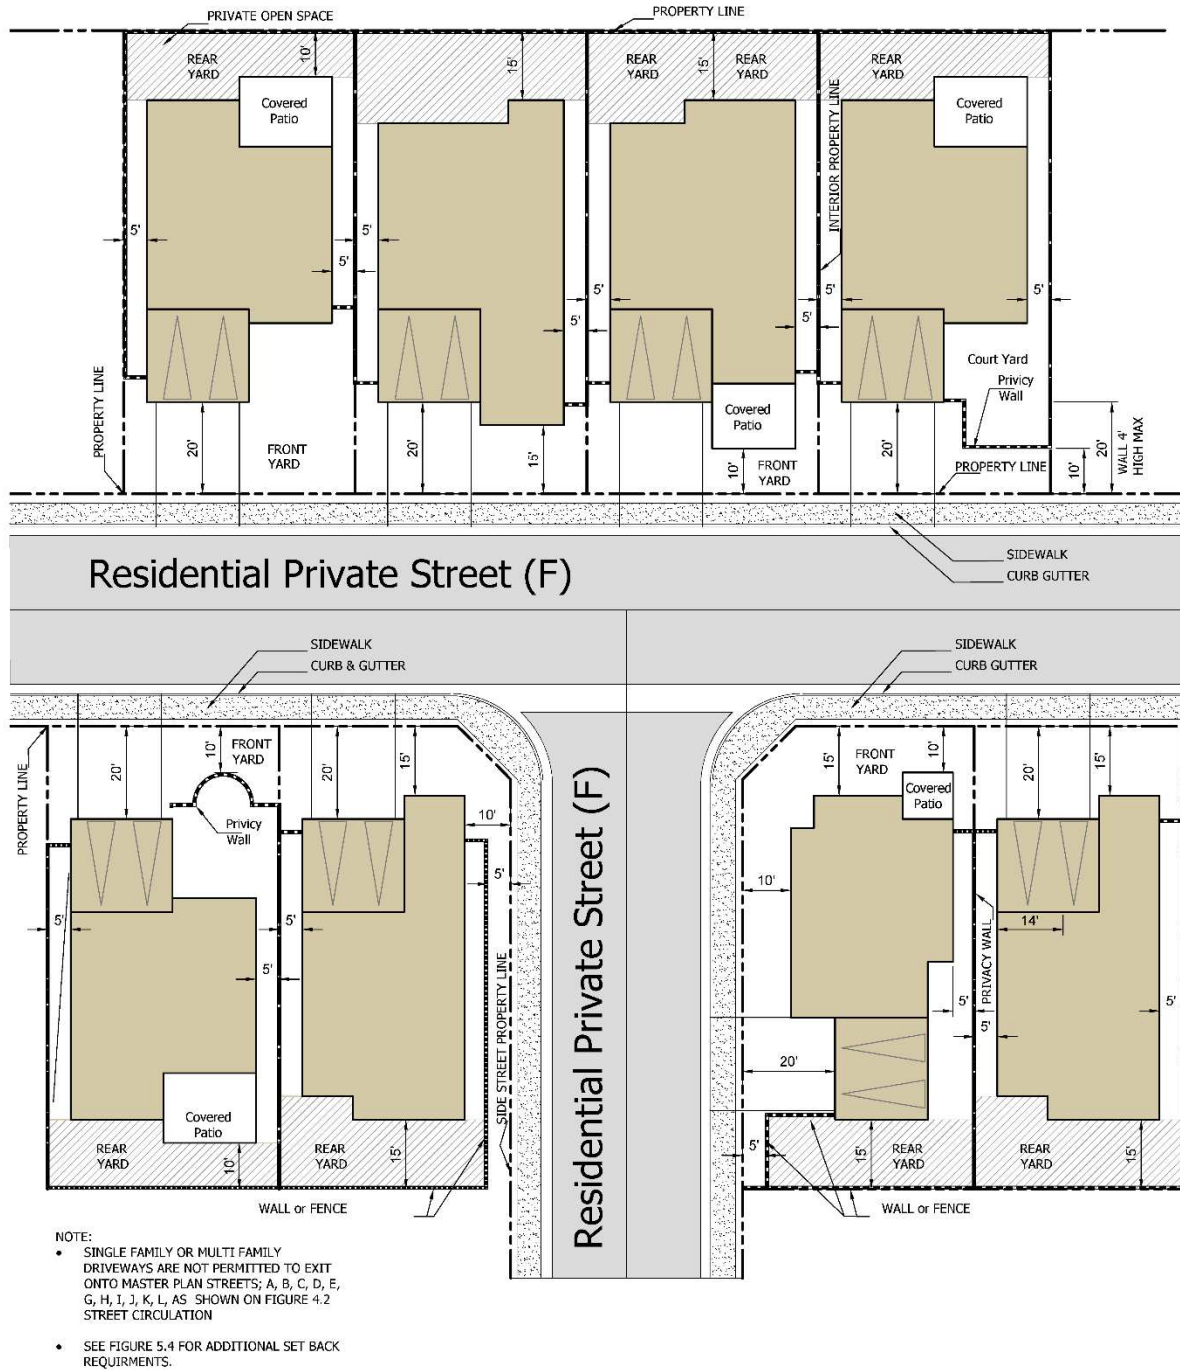 PRIVATE OPEN SPACE
PROPERTY LINE
REAR
YARD
10'
15'
REAR
YARD
15'
REAR
YARD
REAR
YARD
Covered
Patio
Covered
Patio
INTERIOR PROPERTY LINE
5'
5'
5'
5'
5'
5'
5'
Court Yard
Privicy
Wall
PROPERTY LINE
20'
FRONT
YARD
20'
15'
Covered
Patio
20'
10'
FRONT
YARD
20'
PROPERTY LINE
10'
20'
WALL 4'
HIGH MAX
Residential Private Street (F)
SIDEWALK
CURB GUTTER
SIDEWALK
CURB & GUTTER
SIDEWALK
CURB GUTTER
PROPERTY LINE
20'
10'
FRONT
YARD
Privicy
Wall
20'
15'
10'
5'
5'
5'
5'
Covered
Patio
REAR
YARD
10'
REAR
YARD
15'
SIDE STREET PROPERTY LINE
WALL or FENCE
Residential Private Street (F)
15'
FRONT
YARD
10'
Covered
Patio
20'
15'
10'
14'
PRIVACY WALL
5'
5'
5'
20'
5'
15'
REAR
YARD
REAR
YARD
15'
WALL or FENCE
NOTE:
• SINGLE FAMILY OR MULTI FAMILY
DRIVEWAYS ARE NOT PERMITTED TO EXIT
ONTO MASTER PLAN STREETS; A, B, C, D, E,
G, H, I, J, K, L, AS SHOWN ON FIGURE 4.2
STREET CIRCULATION
• SEE FIGURE 5.4 FOR ADDITIONAL SET BACK
REQUIRMENTS.